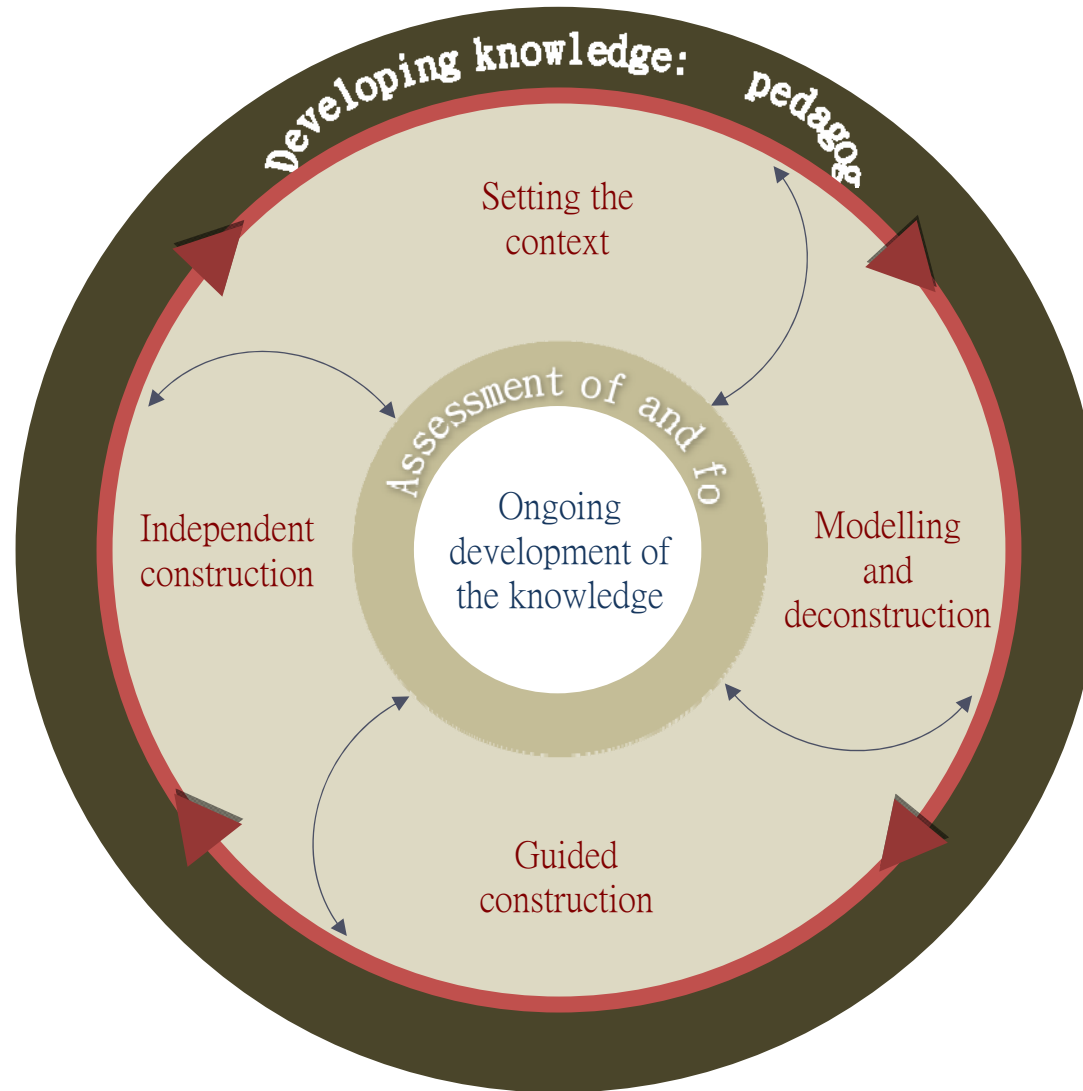 Developing knowledge: pedagog
Setting the
context
Assessment of and fo
Independent
construction
Ongoing
development of
the knowledge
Modelling
and
deconstruction
Guided
construction